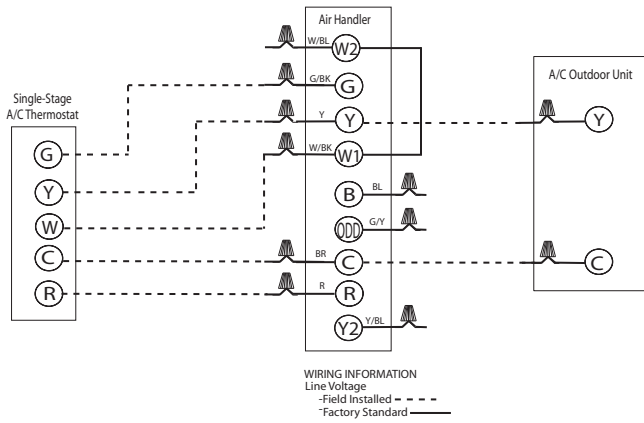 Air Handler
W/BL
W2
G/BK
G
Y
Y
W/BK
W1
BL
B
G/Y
ODD
BR
C
R
R
Y/BL
Y2
Single-Stage
A/C Thermostat
G
Y
W
C
R
A/C Outdoor Unit
Y
C
WIRING INFORMATION
Line Voltage
-Field Installed
-Factory Standard